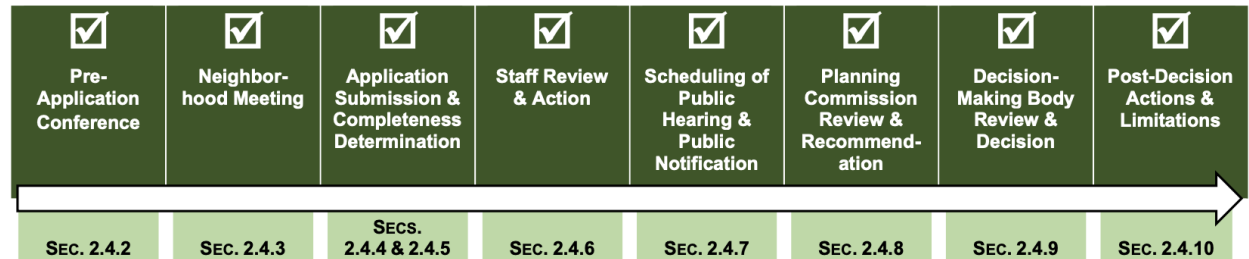 Pre-
Application
Conference
Neighbor-
hood Meeting
Application
Submission &
Completeness
Determination
Staff Review
& Action
Scheduling of
Public
Hearing &
Public
Notification
Planning
Commission
Review &
Recommend-
ation
Decision-
Making Body
Review &
Decision
Post-Decision
Actions &
Limitations
SEC. 2.4.2
SEC. 2.4.3
SECS.
2.4.4 & 2.4.5
SEC. 2.4.6
SEC. 2.4.7
SEC. 2.4.8
SEC. 2.4.9
SEC. 2.4.10